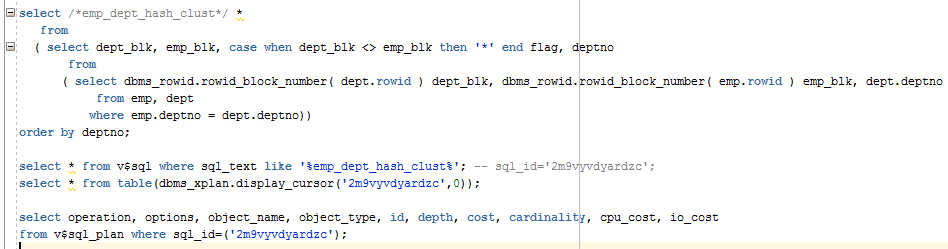 select /*emp_dept_hash_clust*/ *
from
( select dept_blk, emp_blk, case when dept_blk <> emp_blk then '*' end flag, deptno
from
( select dbms_rowid.rowid_block_number( dept.rowid ) dept_blk, dbms_rowid.rowid_block_number( emp.rowid ) emp_blk, dept.deptno
from emp, dept
where emp.deptno = dept.deptno))
order by deptno;
select * from v$sql where sql_text like '%emp_dept_hash_clust%'; -- sql_id='2m9vyvdyardzc';
select * from table(dbms_xplan.display_cursor('2m9vyvdyardzc',0));
select operation, options, object_name, object_type, id, depth, cost, cardinality, cpu_cost, io_cost
from v$sql_plan where sql_id=('2m9vyvdyardzc');